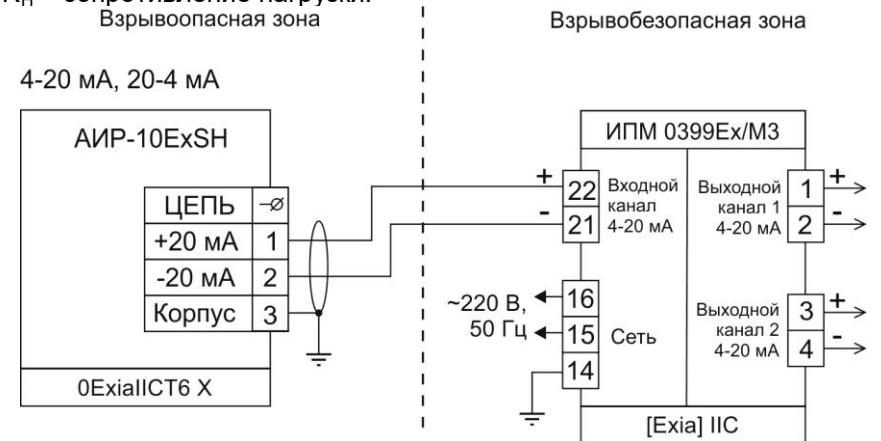 Rн – сопротивление нагрузки.
Взрывоопасная зона
Взрывобезопасная зона
4-20 мА, 20-4 мА
АИР-10ExSH
ЦЕПЬ
+20 мА 1
-20 мА 2
Корпус 3
0ExiaIICT6 X
ИПМ 0399Ex/М3
+ 22
- 21
Входной
канал
4-20 мА
Выходной
канал 1
4-20 мА
1 +
2 -
~220 В,
50 Гц
16
15
14
Сеть
Выходной
канал 2
4-20 мА
3 +
4 -
[Exia] IIC